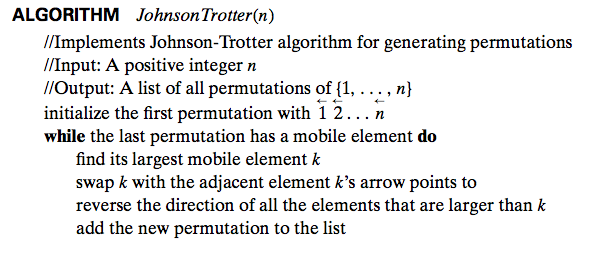 ALGORITHM JohnsonTrotter(n)
//Implements Johnson-Trotter algorithm for generating permutations
//Input: A positive integer n
//Output: A list of all permutations of {1, . . . , n}
initialize the first permutation with ←1 ←2 . . . ←n
while the last permutation has a mobile element do
find its largest mobile element k
swap k with the adjacent element k’s arrow points to
reverse the direction of all the elements that are larger than k
add the new permutation to the list